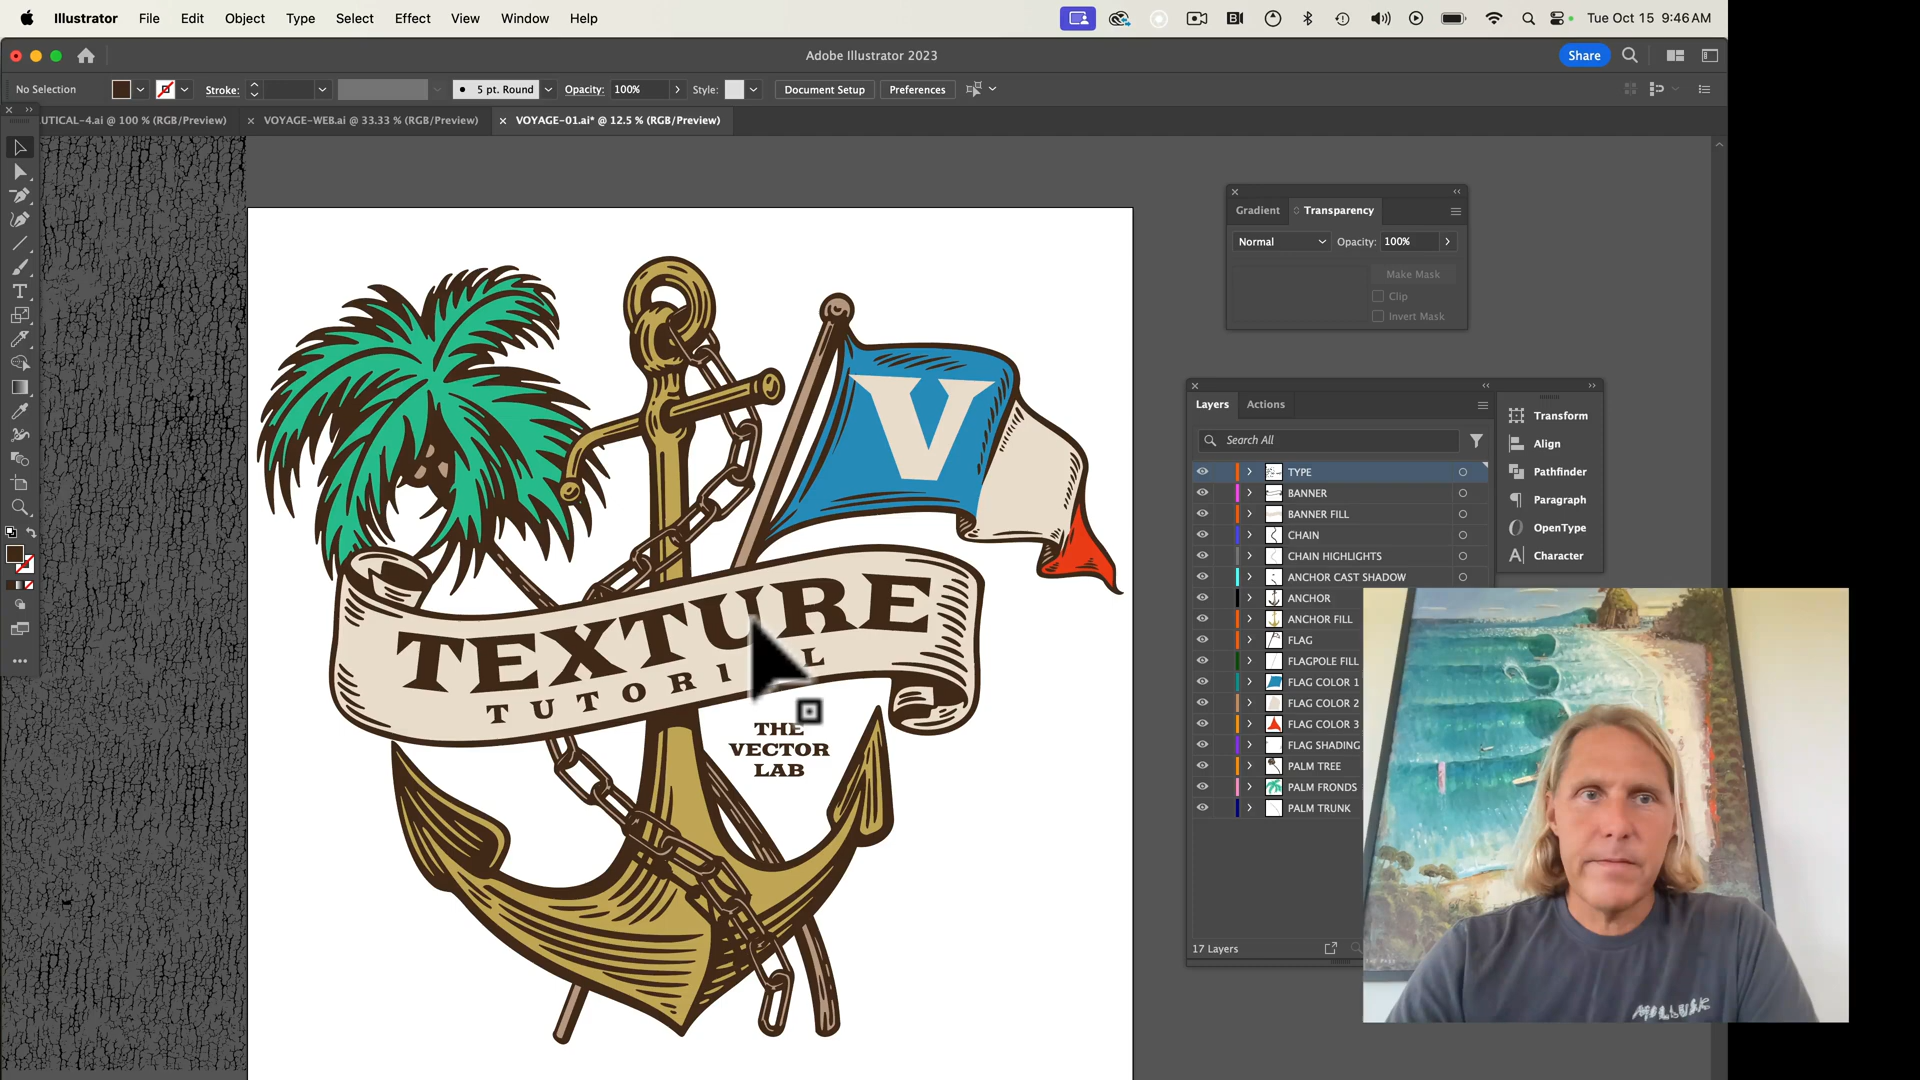 Illustrator File Edit Object Type Select Effect View Window Help
Tue Oct 15 9:46 AM
Adobe Illustrator 2023
Share
No Selection
Stroke:
5 pt. Round
Opacity: 100%
Style:
Document Setup
Preferences
UTICAL-4.ai @ 100 % (RGB/Preview)
VOYAGE-WEB.ai @ 33.33 % (RGB/Preview)
VOYAGE-01.ai* @ 12.5 % (RGB/Preview)
Gradient
Transparency
Normal
Opacity: 100%
Make Mask
Clip
Invert Mask
Layers
Actions
Search All
TYPE
BANNER
BANNER FILL
CHAIN
CHAIN HIGHLIGHTS
ANCHOR CAST SHADOW
ANCHOR
ANCHOR FILL
FLAG
FLAGPOLE FILL
FLAG COLOR 1
FLAG COLOR 2
FLAG COLOR 3
FLAG SHADING
PALM TREE
PALM FRONDS
PALM TRUNK
17 Layers
Transform
Align
Pathfinder
Paragraph
OpenType
Character
V
TEXTURE
TUTORI L
THE
VECTOR
LAB